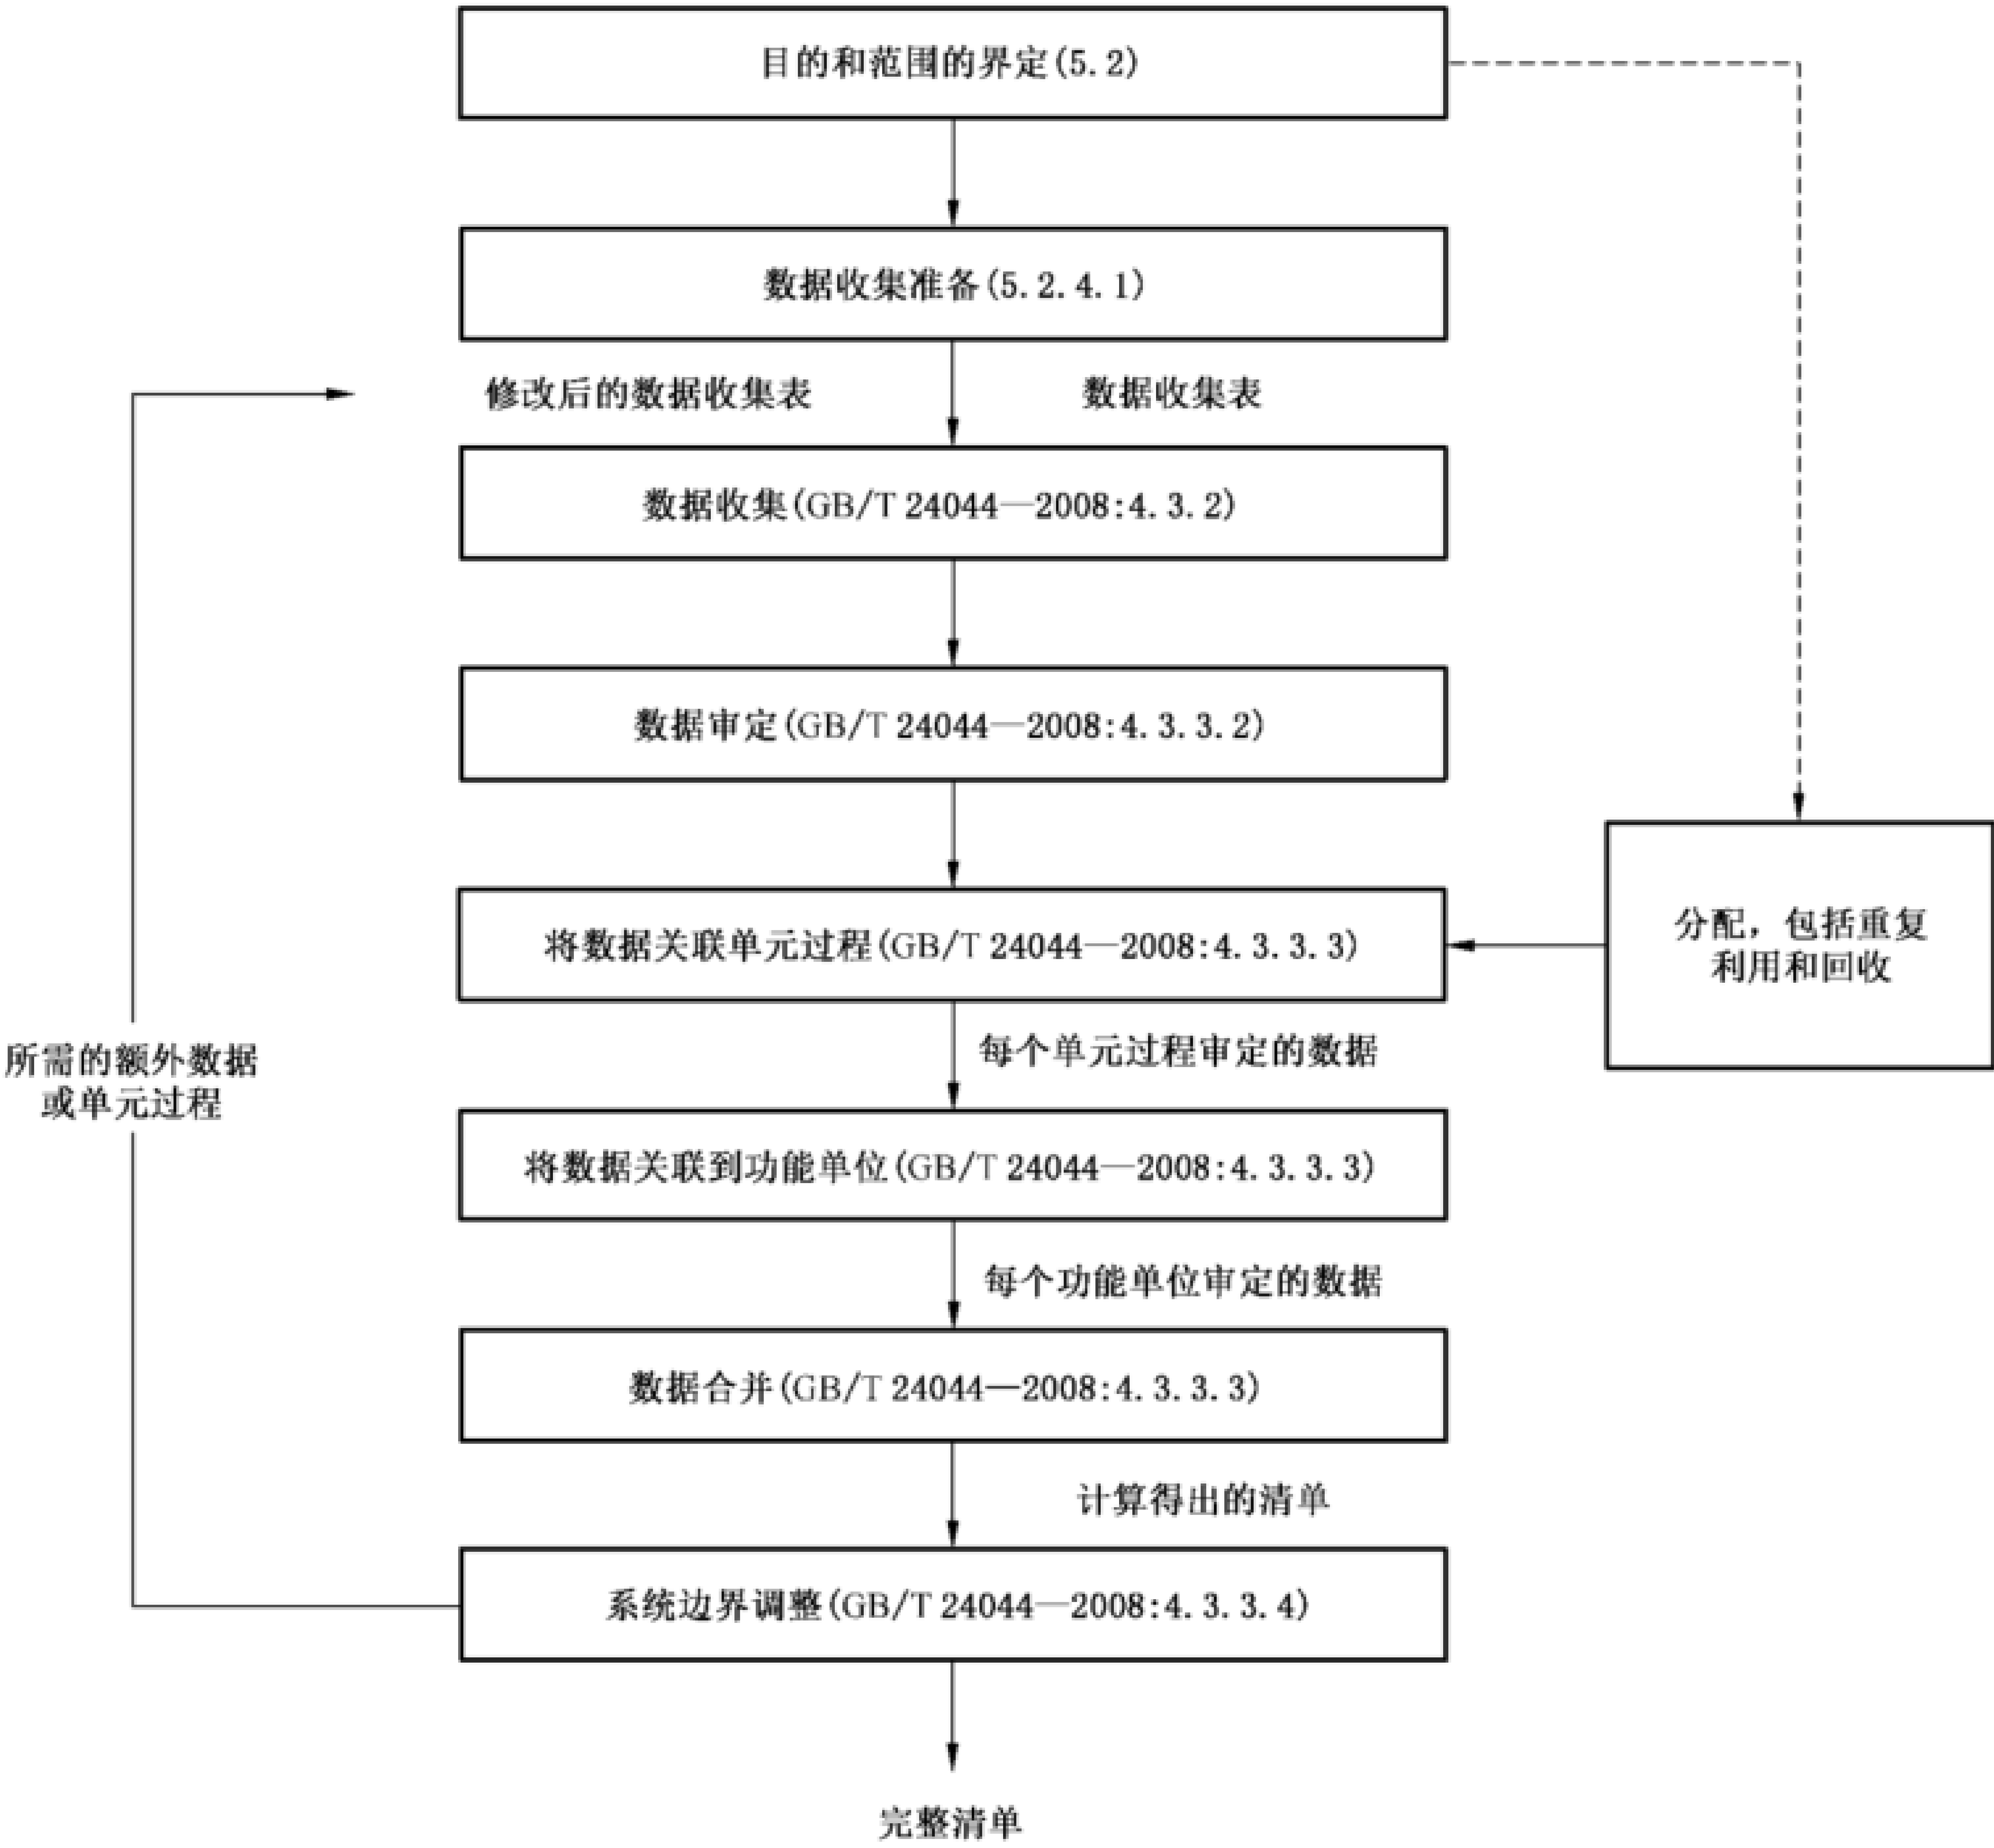 目的和范围的界定(5.2)
数据收集准备(5.2.4.1)
修改后的数据收集表
数据收集表
数据收集(GB/T 24044—2008:4.3.2)
数据审定(GB/T 24044—2008:4.3.3.2)
将数据关联单元过程(GB/T 24044—2008:4.3.3.3)
分配，包括重复
利用和回收
每个单元过程审定的数据
所需的额外数据
或单元过程
将数据关联到功能单位(GB/T 24044—2008:4.3.3.3)
每个功能单位审定的数据
数据合并(GB/T 24044—2008:4.3.3.3)
计算得出的清单
系统边界调整(GB/T 24044—2008:4.3.3.4)
完整清单